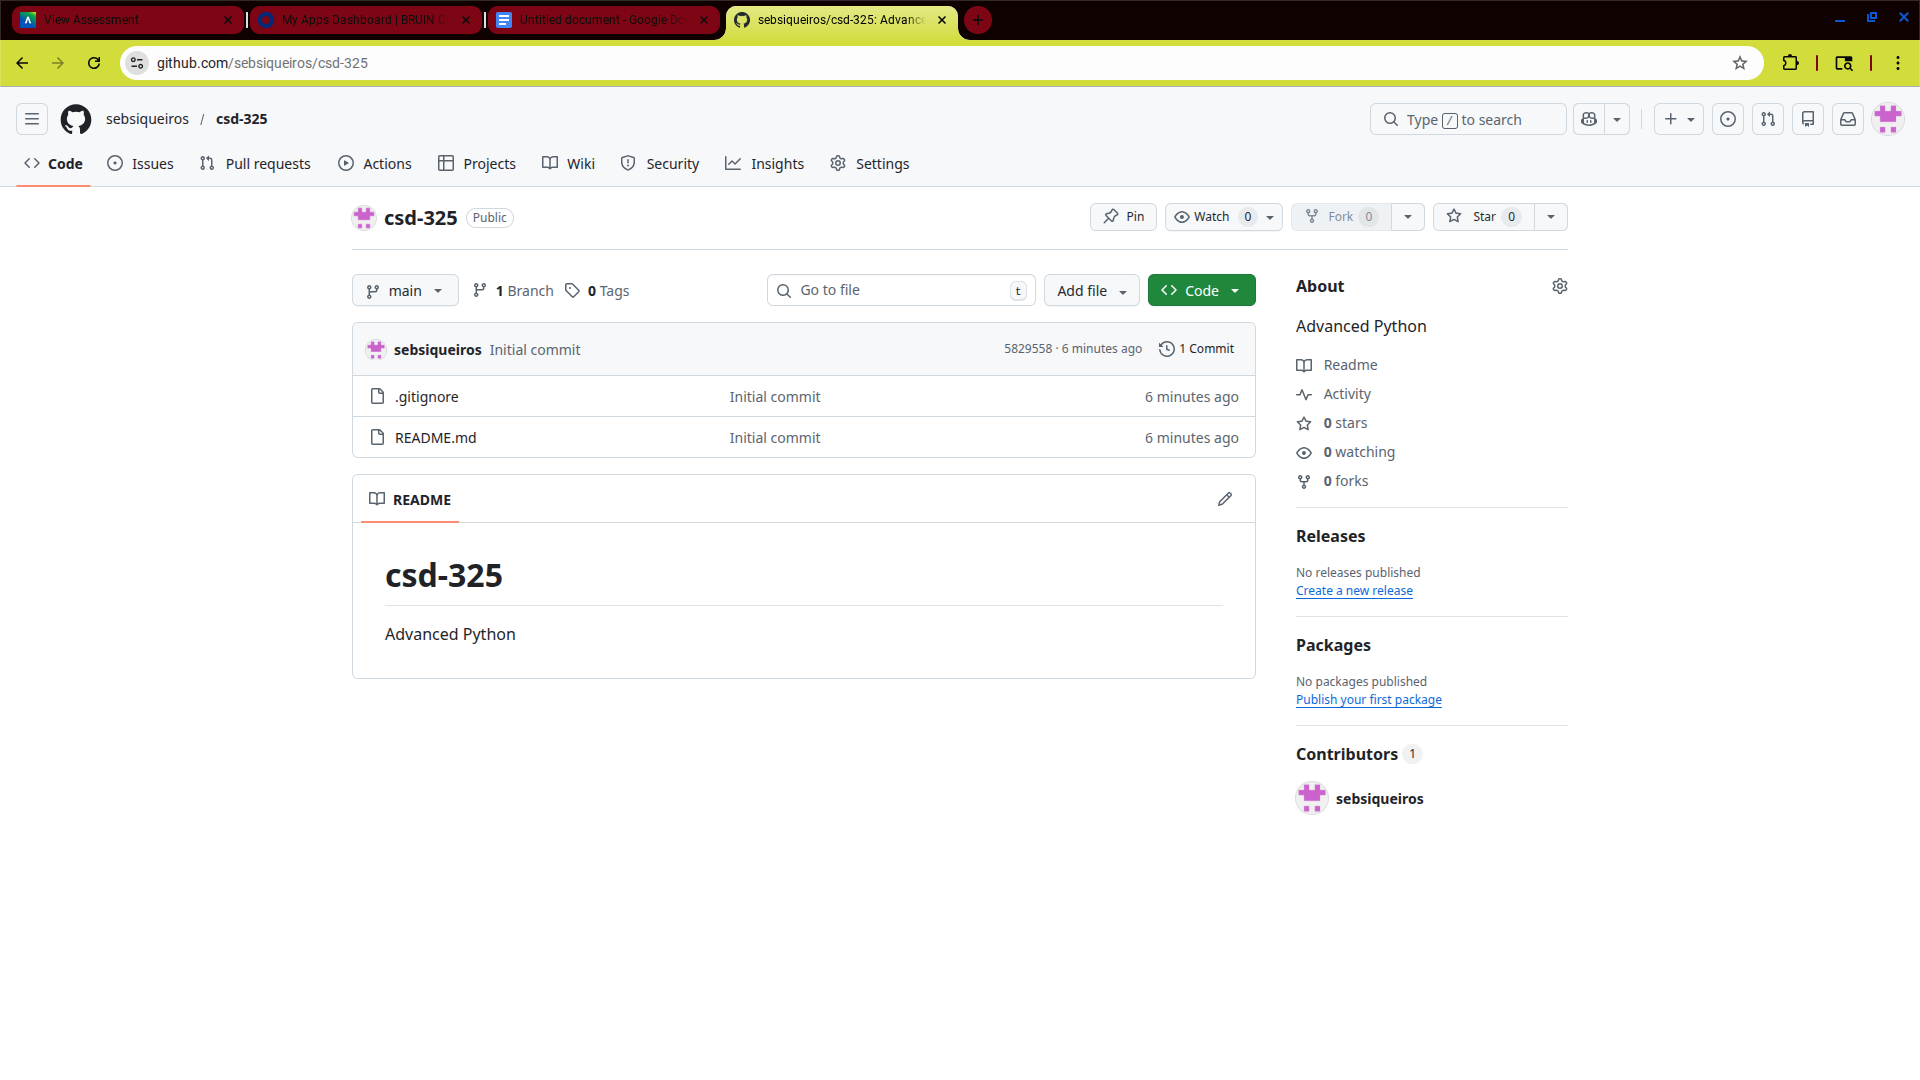 View Assessment
My Apps Dashboard | BRUIN C
Untitled document - Google Do
sebsiqueiros/csd-325: Advanc
github.com/sebsiqueiros/csd-325
sebsiqueiros / csd-325
Type / to search
Code
Issues
Pull requests
Actions
Projects
Wiki
Security
Insights
Settings
csd-325 Public
Pin
Watch 0
Fork 0
Star 0
main
1 Branch
0 Tags
Go to file t
Add file
Code
sebsiqueiros Initial commit
5829558 · 6 minutes ago
1 Commit
.gitignore Initial commit 6 minutes ago
README.md Initial commit 6 minutes ago
README
csd-325
Advanced Python
About
Advanced Python
Readme
Activity
0 stars
0 watching
0 forks
Releases
No releases published
Create a new release
Packages
No packages published
Publish your first package
Contributors 1
sebsiqueiros